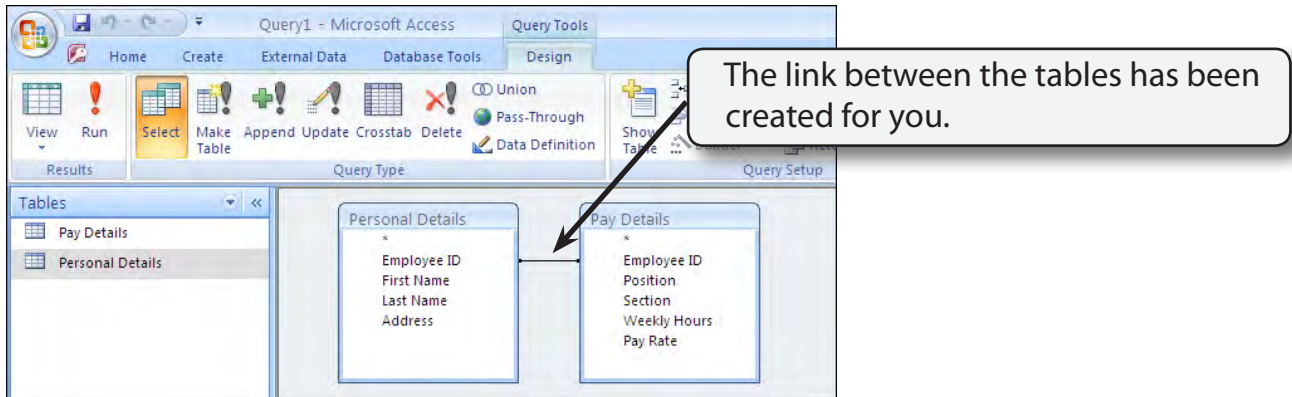 Query1 - Microsoft Access
Query Tools
Home
Create
External Data
Database Tools
Design
The link between the tables has been
created for you.
View
Run
Select
Make
Table
Append
Update
Crosstab
Delete
Union
Pass-Through
Data Definition
Show
Table
Results
Query Type
Query Setup
Tables
Pay Details
Personal Details
Personal Details
*
Employee ID
First Name
Last Name
Address
Pay Details
*
Employee ID
Position
Section
Weekly Hours
Pay Rate